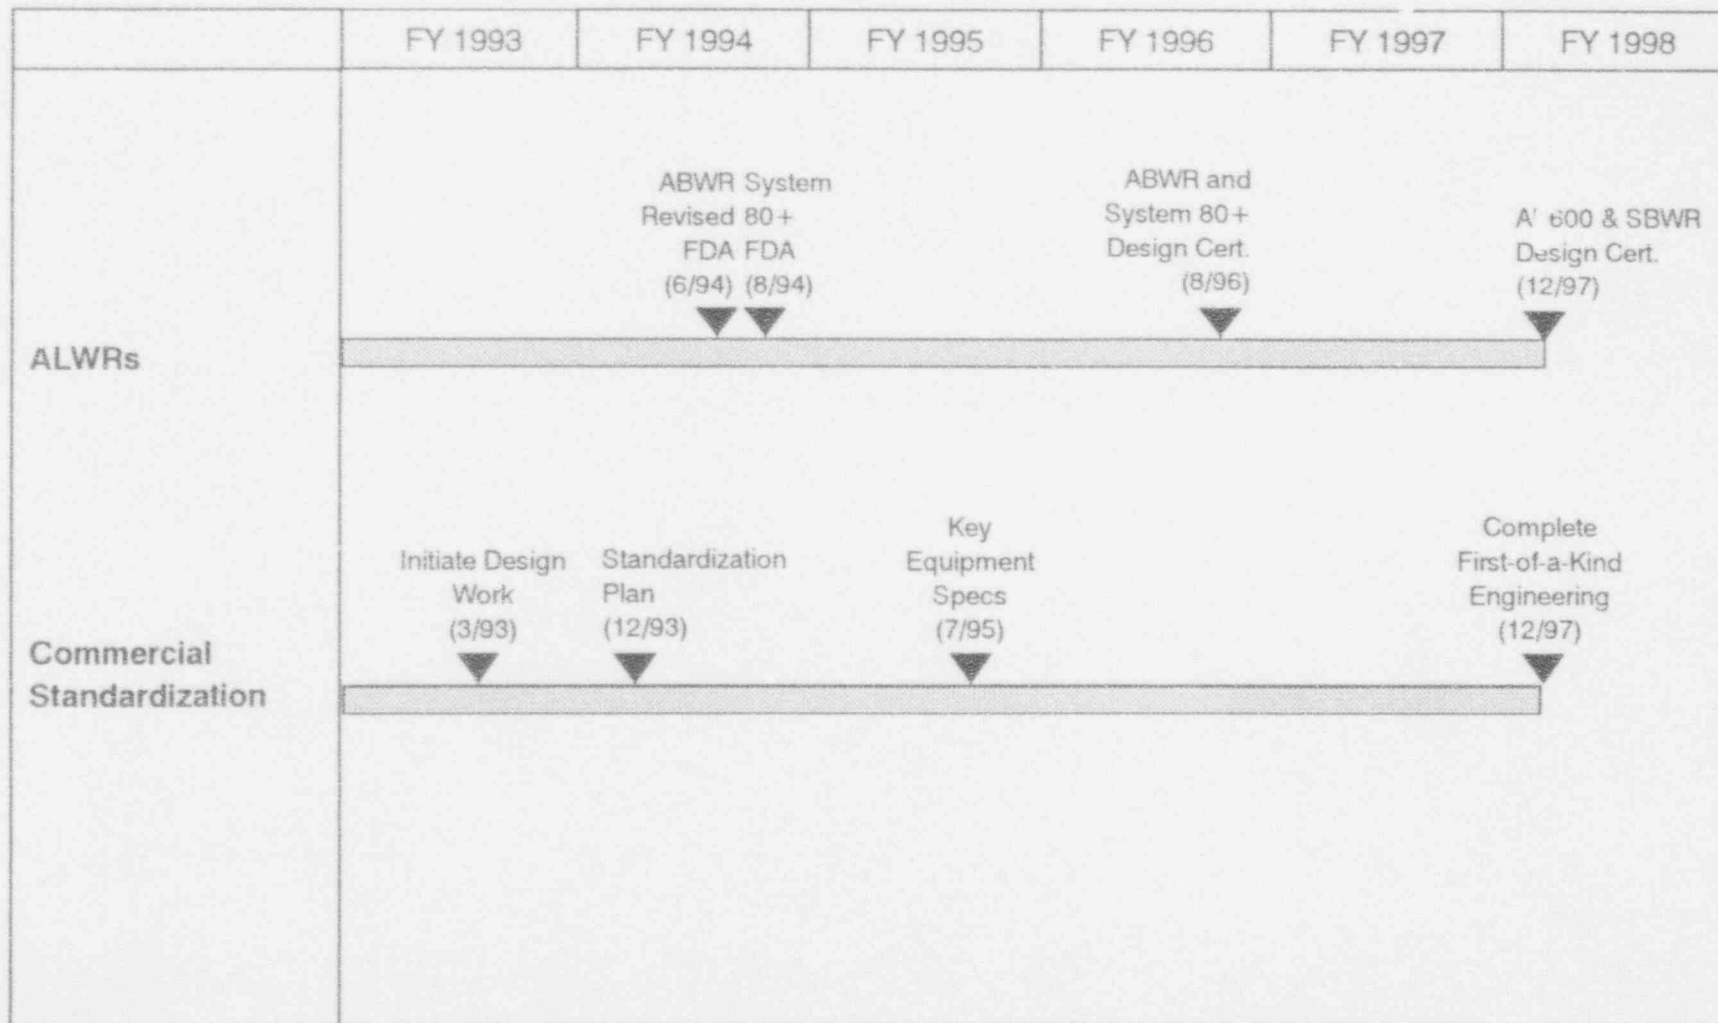 FY 1993 FY 1994 FY 1995 FY 1996 FY 1997 FY 1998
ALWRs
ABWR
Revised
FDA
(6/94)
System
80+
FDA
(8/94)
ABWR and
System 80+
Design Cert.
(8/96)
600 & SBWR
Design Cert.
(12/97)
Commercial
Standardization
Initiate Design
Work
(3/93)
Standardization
Plan
(12/93)
Key
Equipment
Specs
(7/95)
Complete
First-of-a-Kind
Engineering
(12/97)